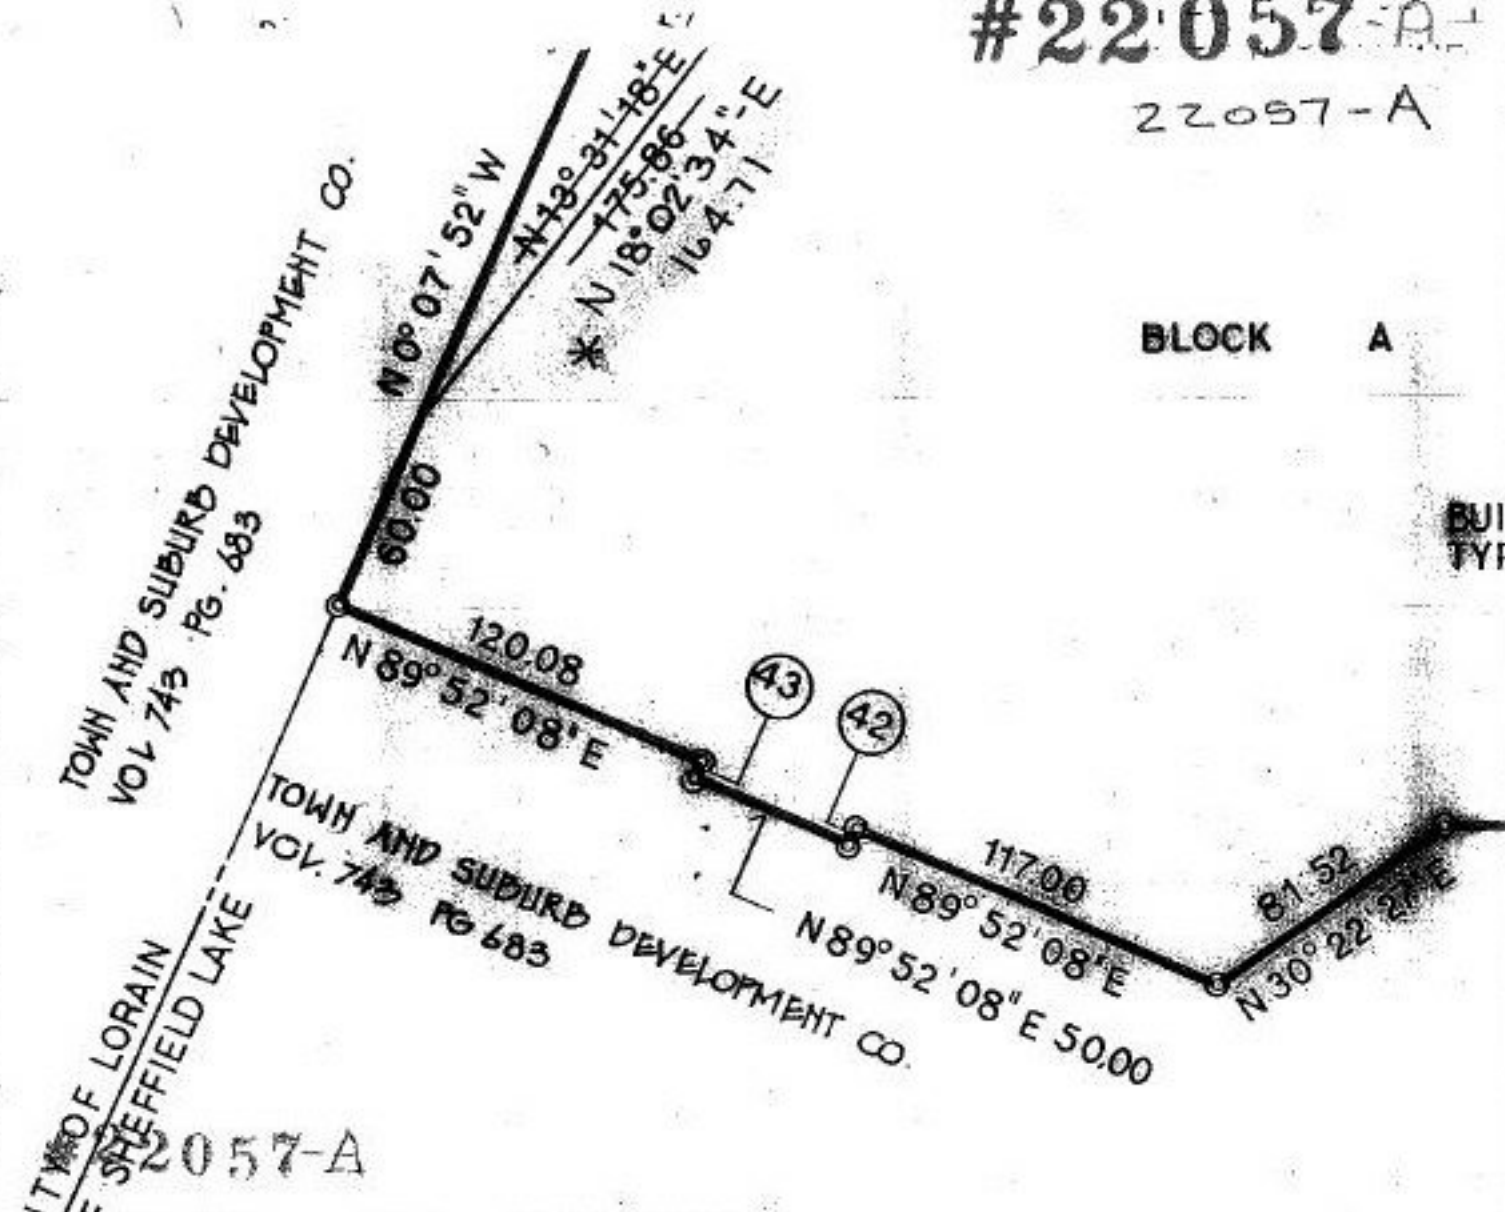 #22057-A
22057-A
N 0° 07' 52" W
N 13° 31' 18" E
175.86
* N 18° 02' 34" - E
164.71
TOWN AND SUBURB DEVELOPMENT CO.
VOL 743 PG. 683
BLOCK A
60.00
BUI
TYP
120.08
N 89° 52' 08" E
43
42
117.00
N 89° 52' 08" E
81.52
N 30° 22' 27" E
N 89° 52' 08" E 50.00
TOWN AND SUBURB DEVELOPMENT CO.
VOL. 743 PG 683
OF LORAIN
SHEFFIELD LAKE
22057-A